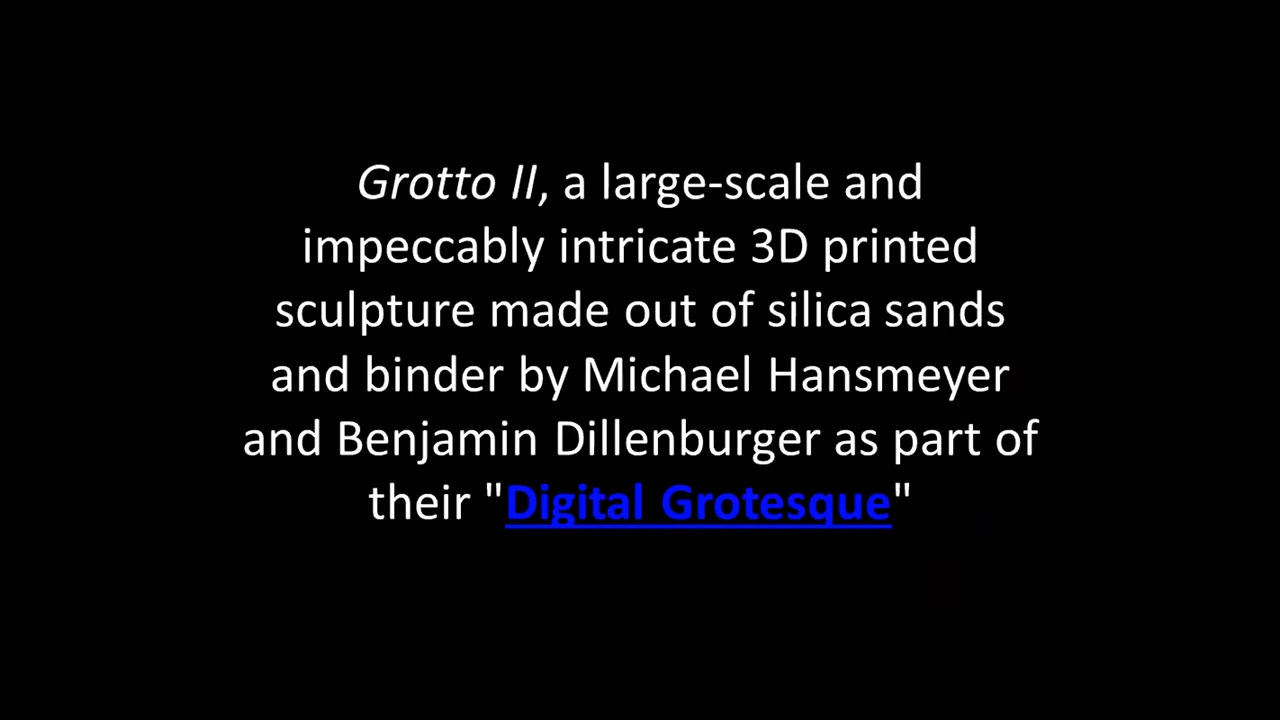 Grotto II, a large-scale and
impeccably intricate 3D printed
sculpture made out of silica sands
and binder by Michael Hansmeyer
and Benjamin Dillenburger as part of
their "Digital Grotesque"